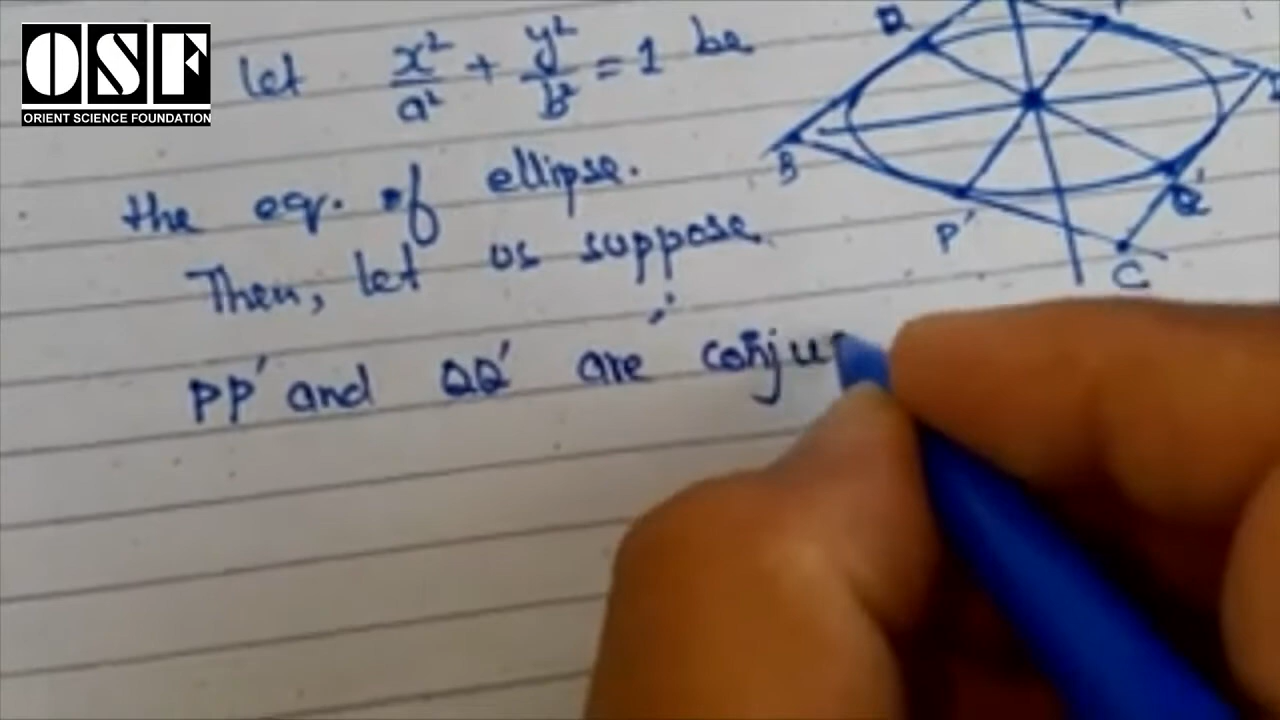 OSF
ORIENT SCIENCE FOUNDATION
let x²/a² + y²/b² = 1 be
the eq. of ellipse.
Then, let us suppose
PP' and QQ' are conju
Q
B
P'
Q'
C